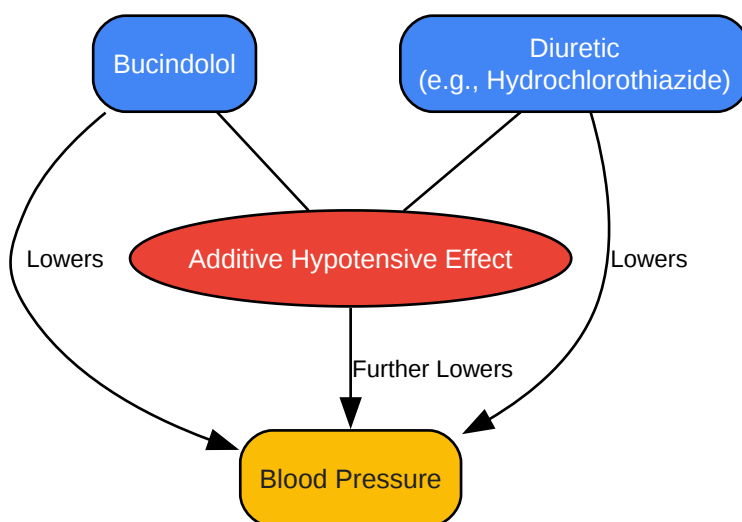 Bucindolol
Diuretic
(e.g., Hydrochlorothiazide)
Lowers
Additive Hypotensive Effect
Lowers
Further Lowers
Blood Pressure